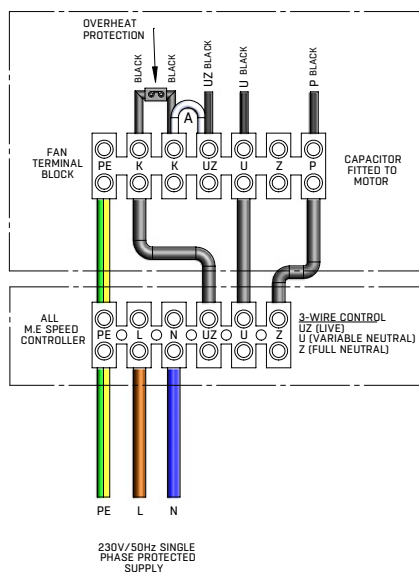 OVERHEAT
PROTECTION
BLACK
BLACK
UZ BLACK
U BLACK
P BLACK
A
FAN
TERMINAL
BLOCK
PE K K UZ U Z P
CAPACITOR
FITTED TO
MOTOR
ALL
M.E SPEED
CONTROLLER
PE L N UZ U Z
3-WIRE CONTROL
UZ (LIVE)
U (VARIABLE NEUTRAL)
Z (FULL NEUTRAL)
PE L N
230V/50Hz SINGLE
PHASE PROTECTED
SUPPLY